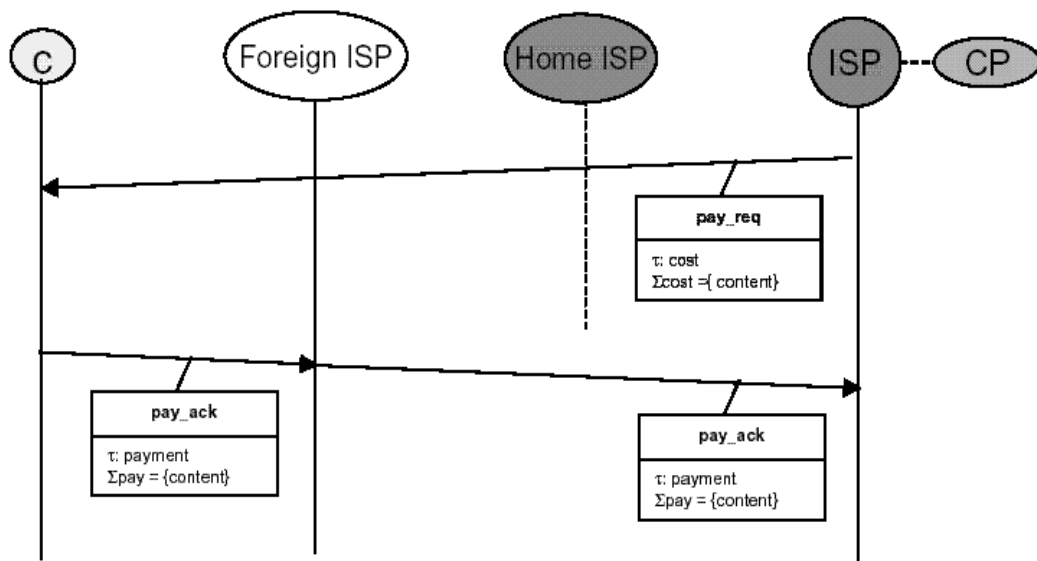 C
Foreign ISP
Home ISP
ISP
CP
pay_req
τ: cost
Σcost ={ content}
pay_ack
τ: payment
Σpay = {content}
pay_ack
τ: payment
Σpay = {content}